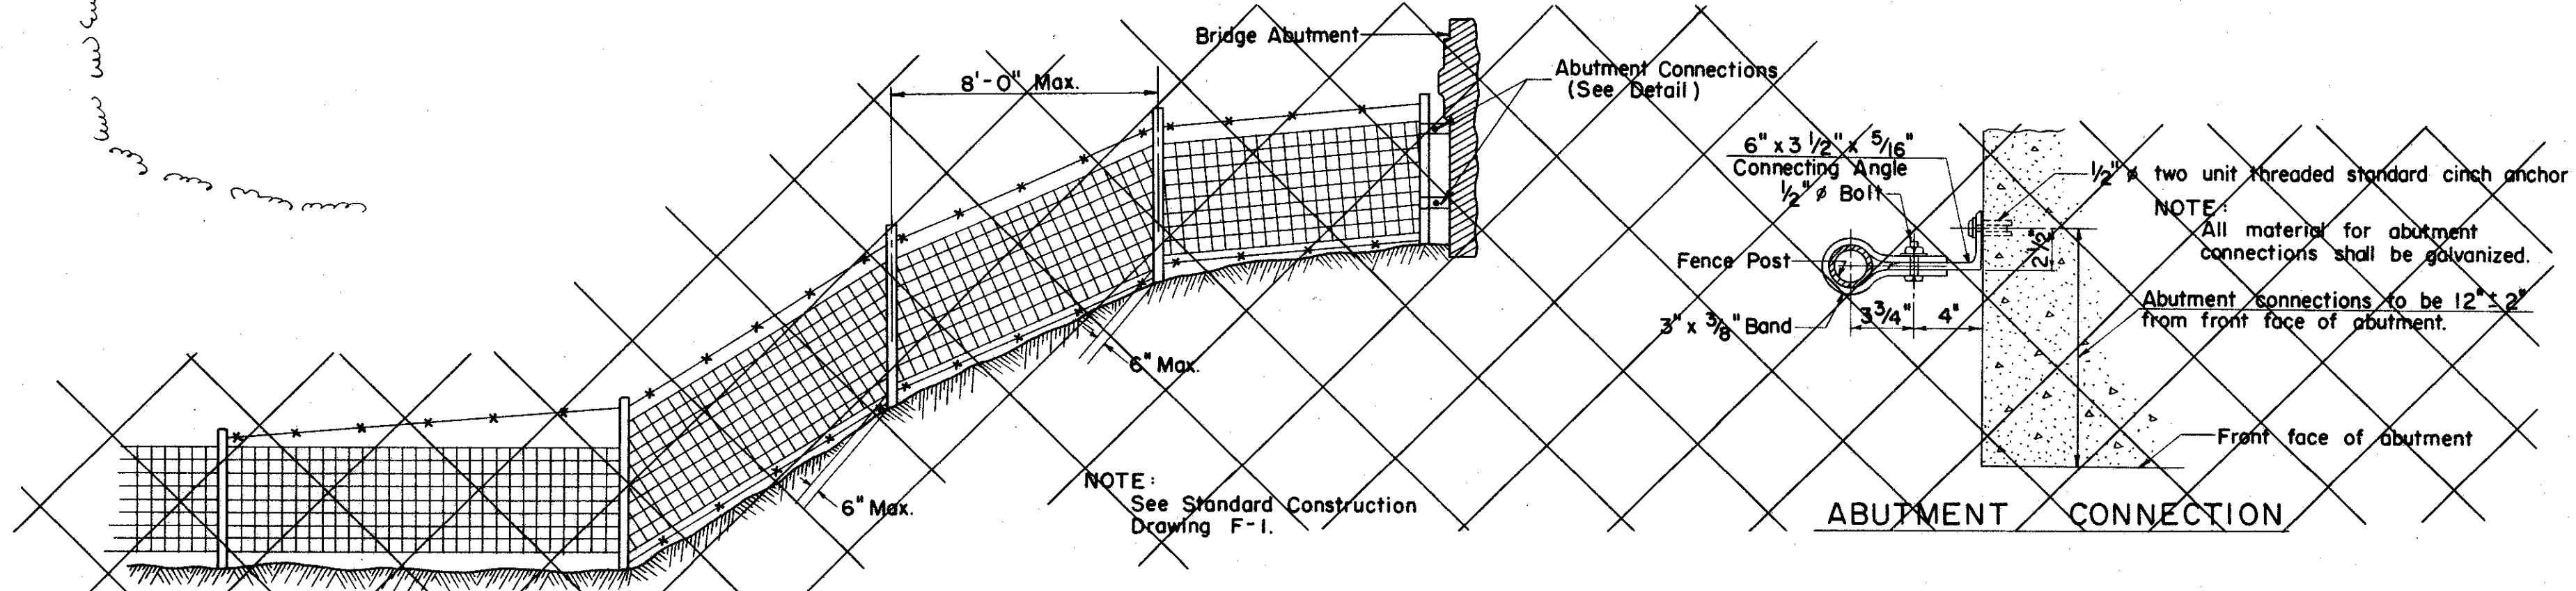 Bridge Abutment
8'-0" Max.
Abutment Connections
(See Detail)
6" Max.
6" Max.
NOTE:
See Standard Construction
Drawing F-1.
6" x 3 1/2" x 5/16"
Connecting Angle
1/2" ø Bolt
Fence Post
3" x 3/8" Band
3 3/4"
4"
2 1/2"
1/2" ø two unit threaded standard cinch anchor
NOTE:
All material for abutment
connections shall be galvanized.
Abutment connections to be 12" ± 2"
from front face of abutment.
Front face of abutment
ABUTMENT CONNECTION